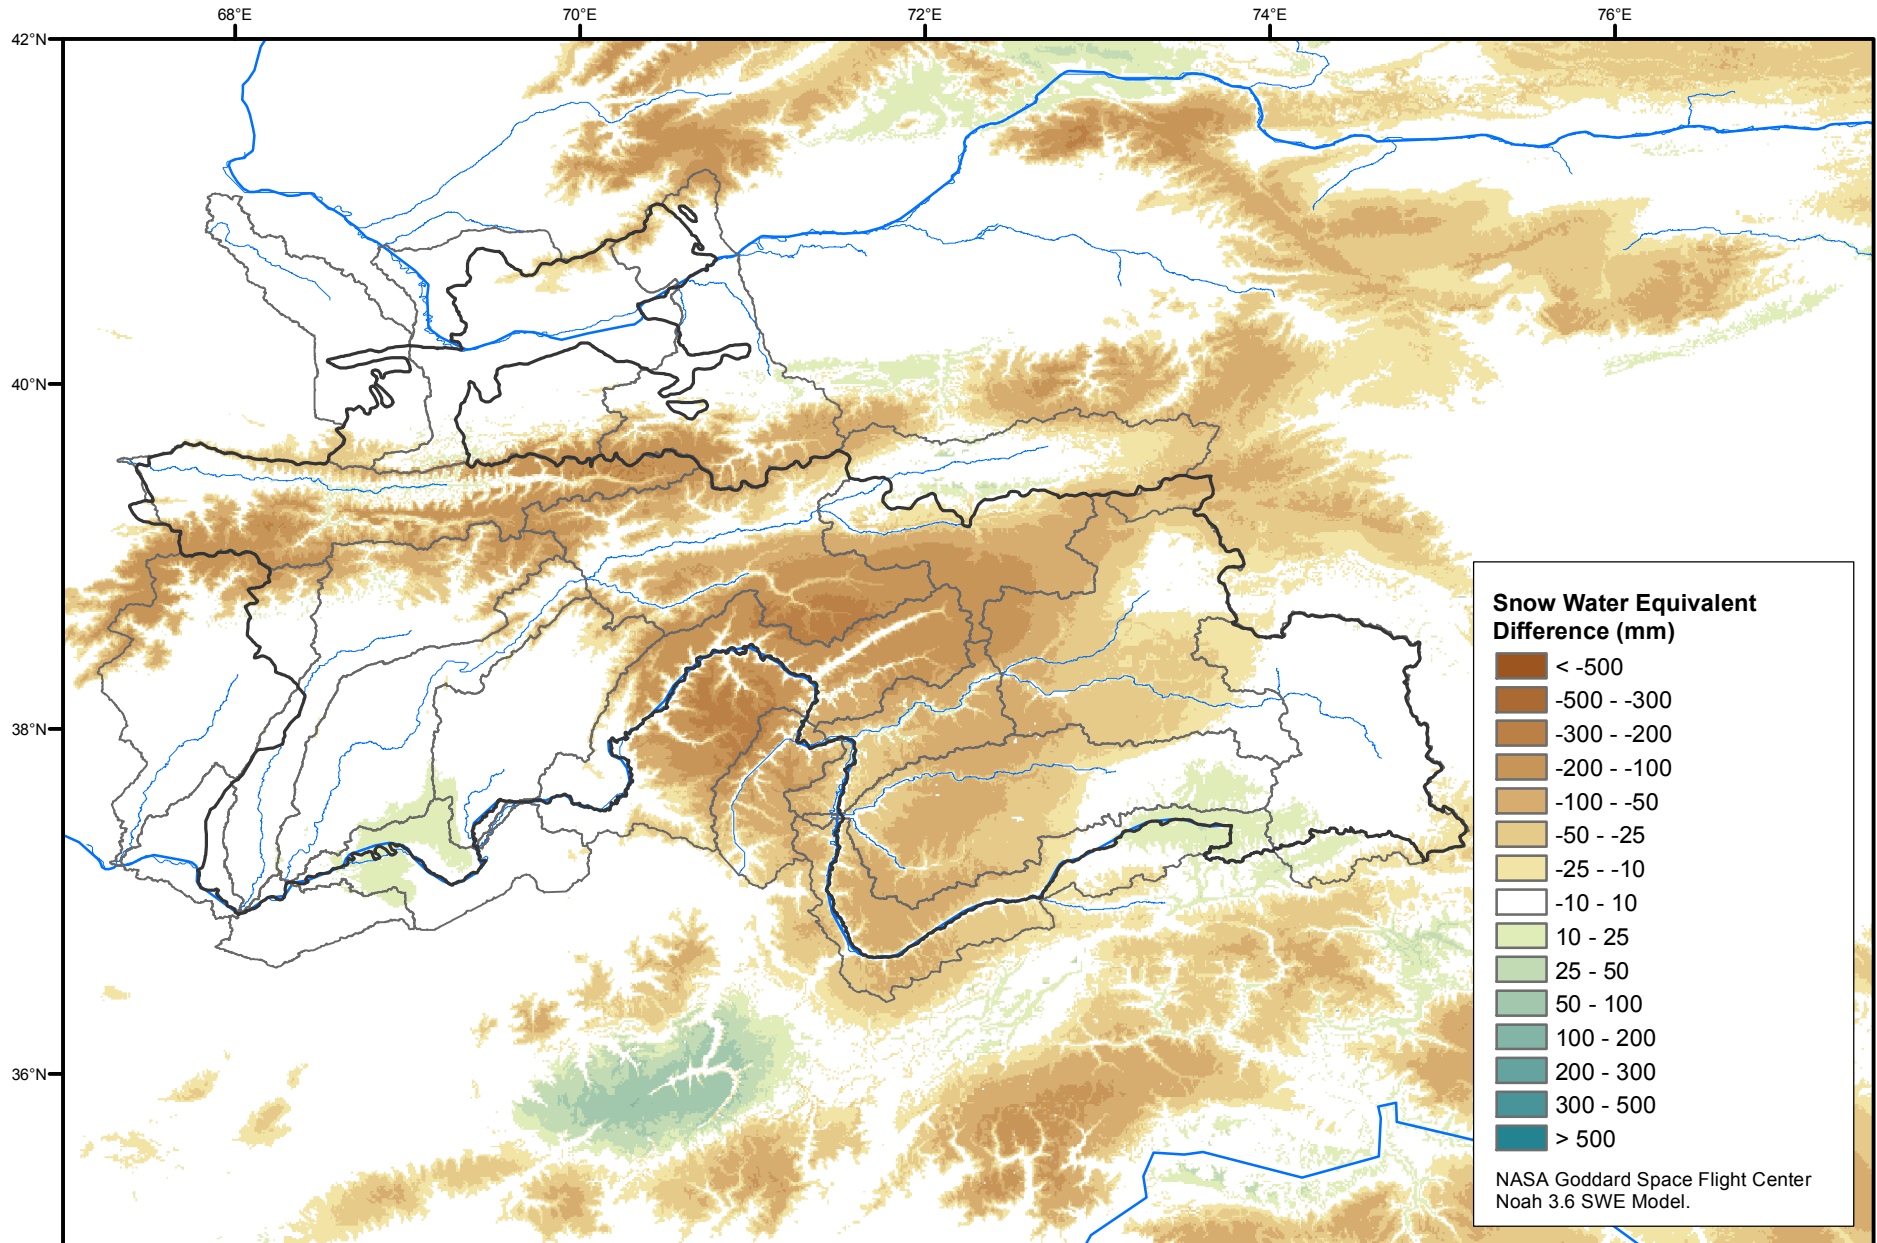 68°E
70°E
72°E
74°E
76°E
42°N
40°N
38°N
36°N
Snow Water Equivalent
Difference (mm)
< -500
-500 - -300
-300 - -200
-200 - -100
-100 - -50
-50 - -25
-25 - -10
-10 - 10
10 - 25
25 - 50
50 - 100
100 - 200
200 - 300
300 - 500
> 500
NASA Goddard Space Flight Center
Noah 3.6 SWE Model.